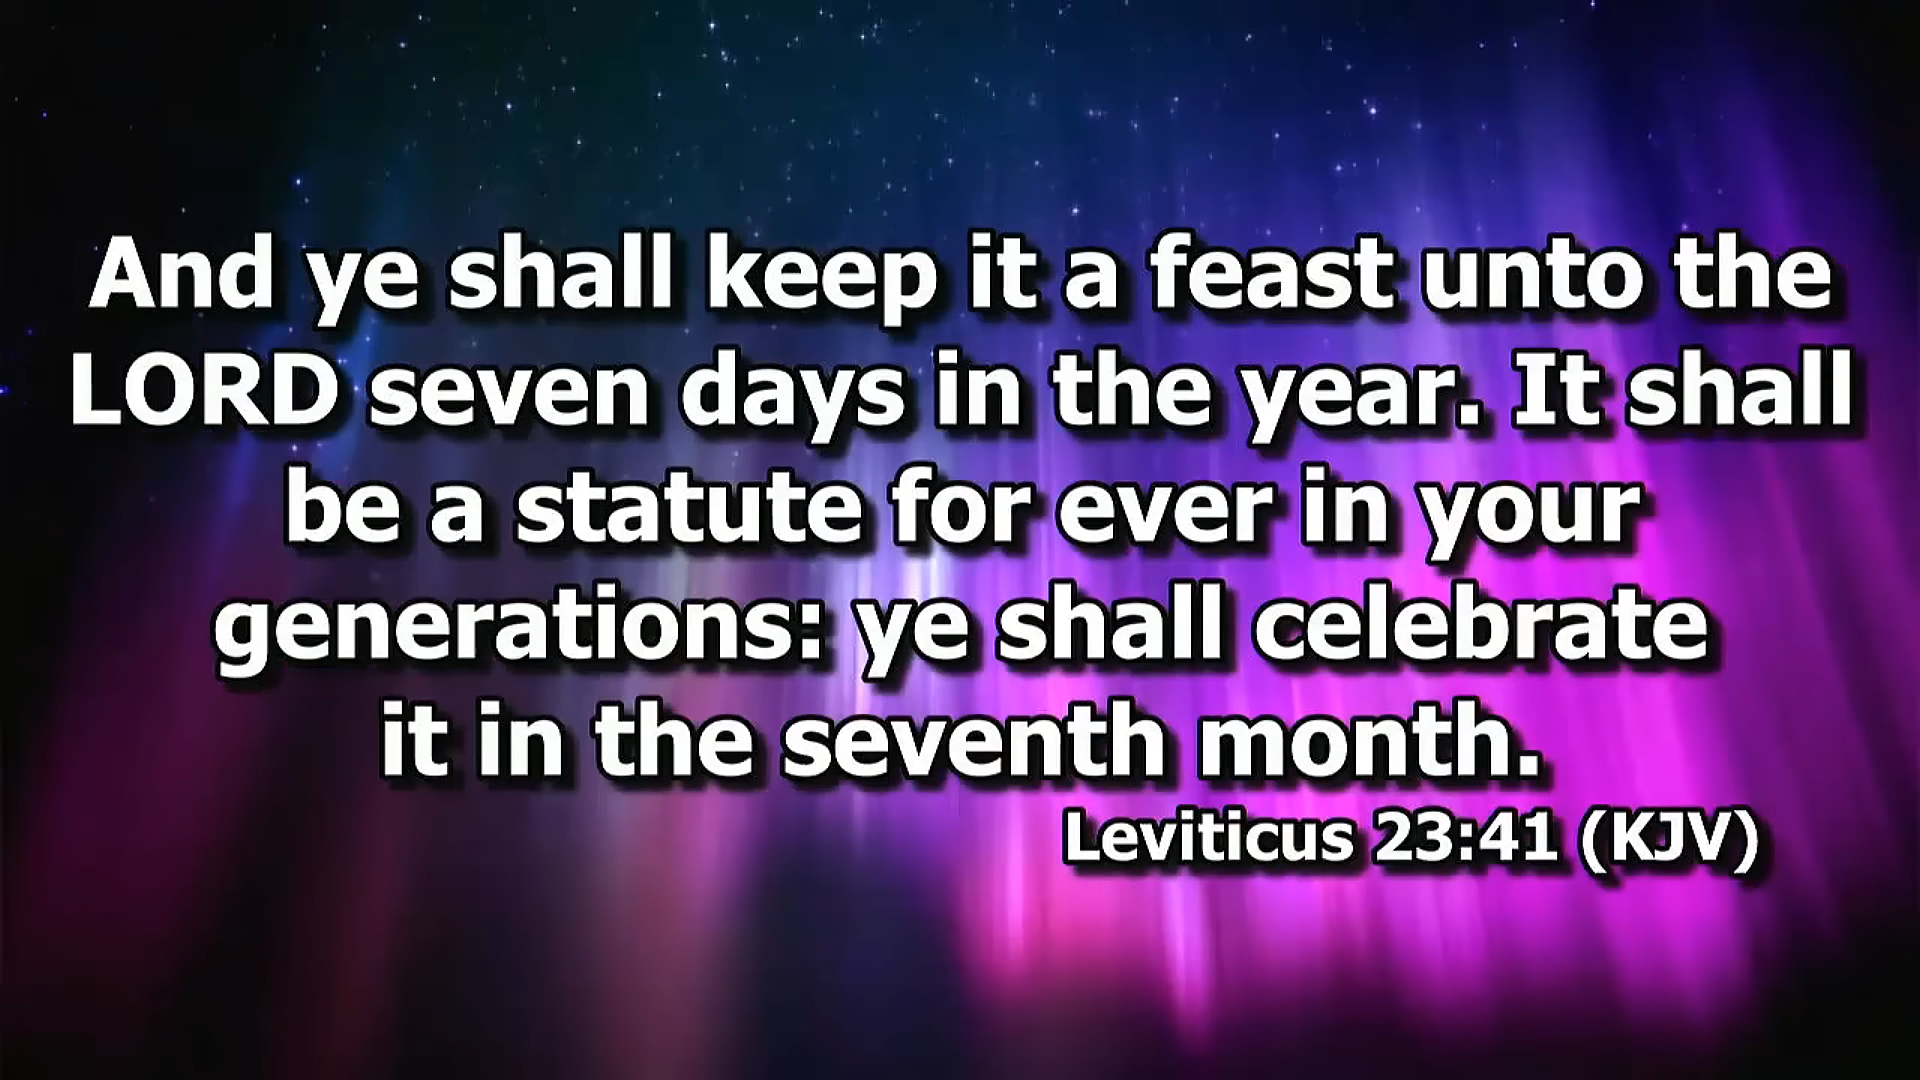 And ye shall keep it a feast unto the
LORD seven days in the year. It shall
be a statute for ever in your
generations: ye shall celebrate
it in the seventh month.
Leviticus 23:41 (KJV)